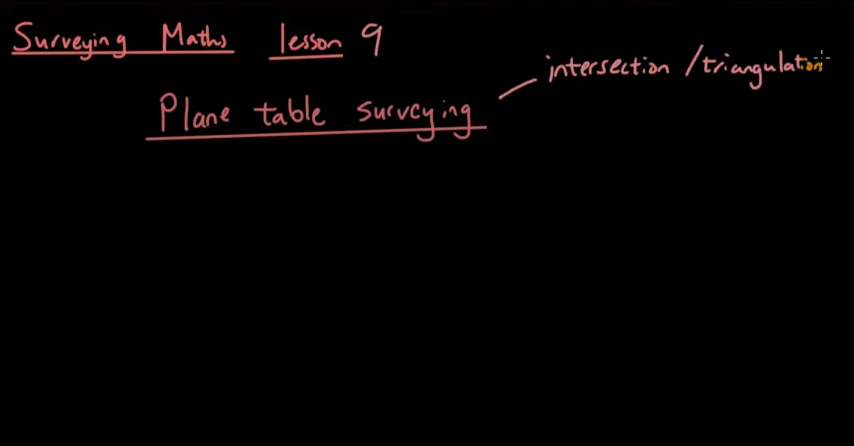 Surveying Maths lesson 9
intersection / triangulation
Plane table surveying